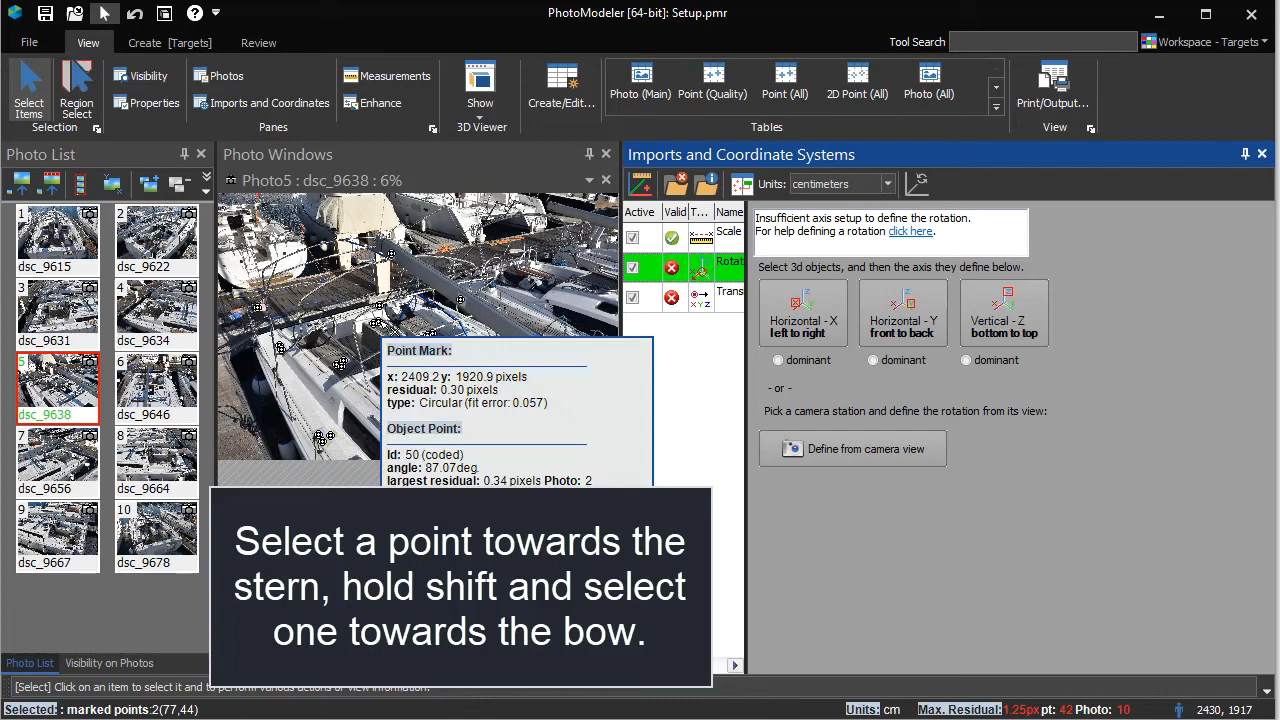 PhotoModeler [64-bit]: Setup.pmr
File
View
Create [Targets]
Review
Tool Search
Workspace - Targets
Select Items
Region Select
Selection
Visibility
Properties
Photos
Imports and Coordinates
Panes
Measurements
Enhance
Show
3D Viewer
Create/Edit...
Photo (Main)
Point (Quality)
Point (All)
2D Point (All)
Photo (All)
Tables
Print/Output...
View
Photo List
Photo Windows
Imports and Coordinate Systems
Photo5 : dsc_9638 : 6%
Units:
centimeters
1
dsc_9615
2
dsc_9622
3
dsc_9631
4
dsc_9634
5
dsc_9638
6
dsc_9646
7
dsc_9656
8
dsc_9664
9
dsc_9667
10
dsc_9678
Active
Valid
T...
Name
Scale
Rotat
Trans
Insufficient axis setup to define the rotation.
For help defining a rotation click here.
Select 3d objects, and then the axis they define below.
Horizontal - X
left to right
Horizontal - Y
front to back
Vertical - Z
bottom to top
dominant
dominant
dominant
- or -
Pick a camera station and define the rotation from its view:
Define from camera view
Point Mark:
x: 2409.2 y: 1920.9 pixels
residual: 0.30 pixels
type: Circular (fit error: 0.057)
Object Point:
Id: 50 (coded)
angle: 87.07deg.
largest residual: 0.34 pixels Photo: 2
Select a point towards the
stern, hold shift and select
one towards the bow.
Photo List
Visibility on Photos
[Select] Click on an item to select it and to perform various actions or view information.
Selected: : marked points:2(77,44)
Units: cm
Max. Residual: 1.25px pt: 42 Photo: 10
2430, 1917